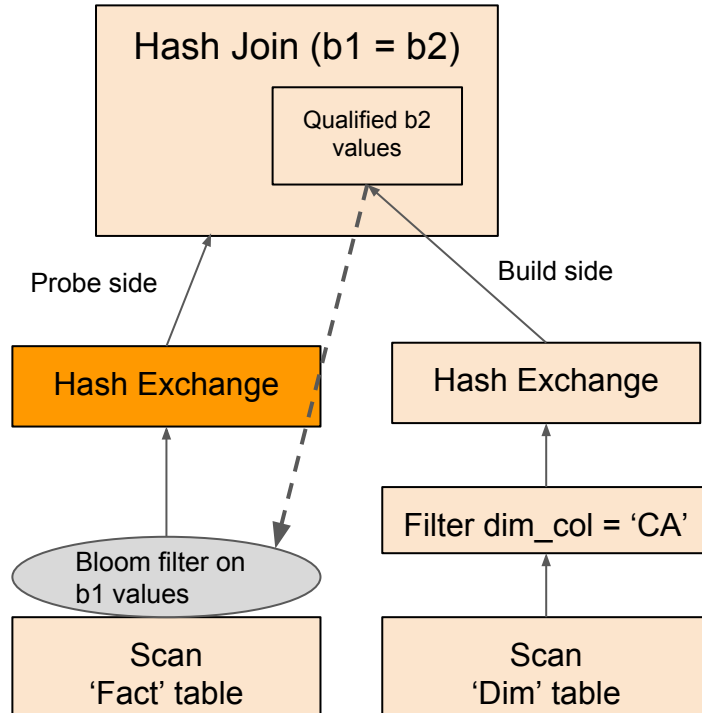 Hash Join (b1 = b2)
Qualified b2
values
Probe side
Build side
Hash Exchange
Hash Exchange
Filter dim_col = ‘CA’
Bloom filter on
b1 values
Scan
‘Fact’ table
Scan
‘Dim’ table